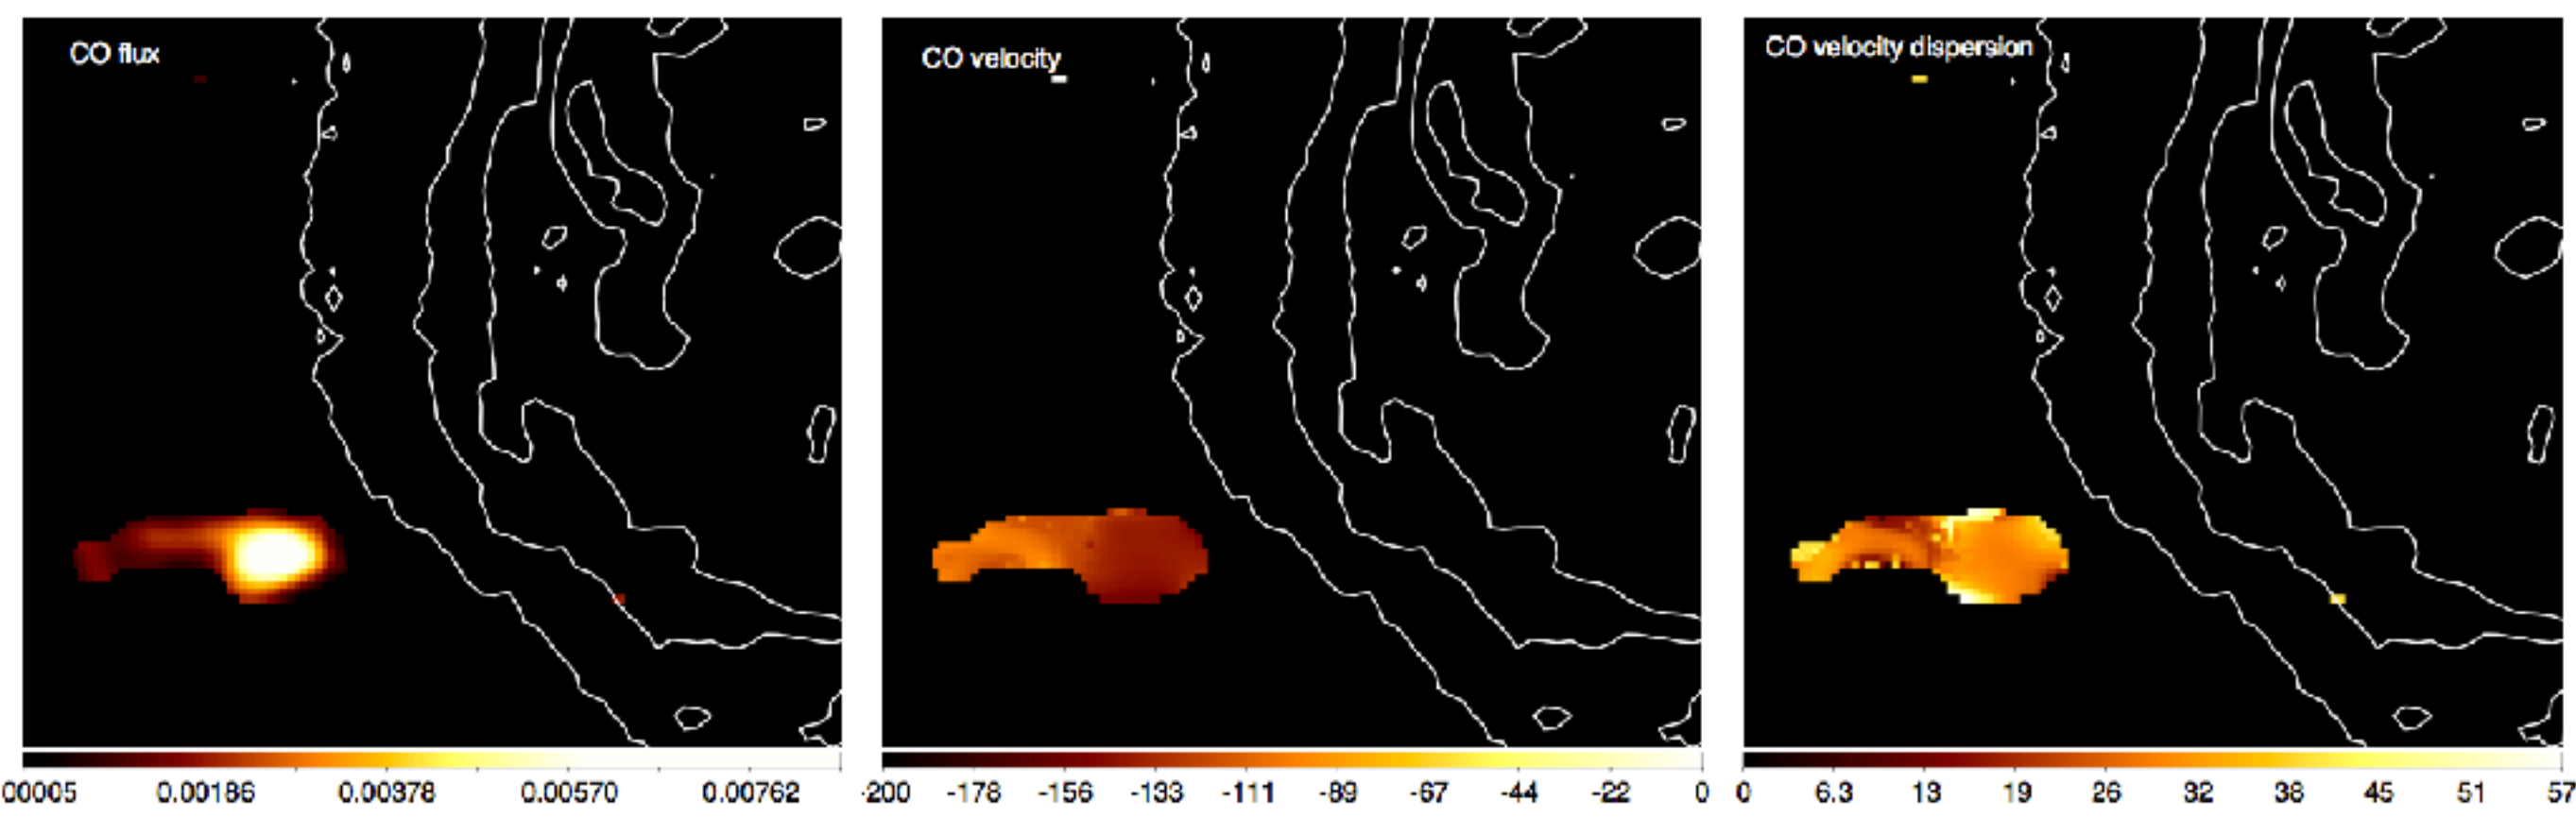 CO flux
CO velocity
CO velocity dispersion
00005 0.00186 0.00378 0.00570 0.00762
-200 -178 -156 -133 -111 -89 -67 -44 -22 0
0 6.3 13 19 26 32 38 45 51 57